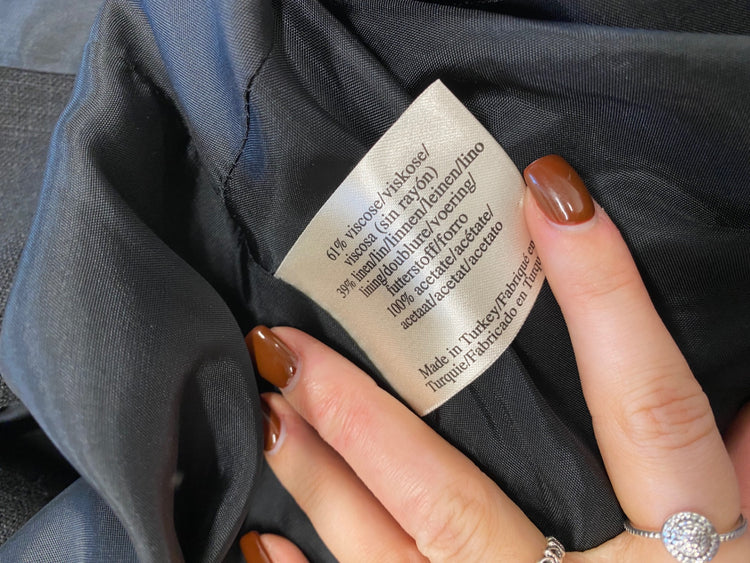 61% viscose/viskose/
viscosa (sin rayón)
39% linen/lin/linnen/leinen/lino
lining/doublure/voering/
futterstoff/forro
100% acetate/acétate/
acetaat/acetat/acetato
Made in Turkey/Fabriqué en
Turquie/Fabricado en